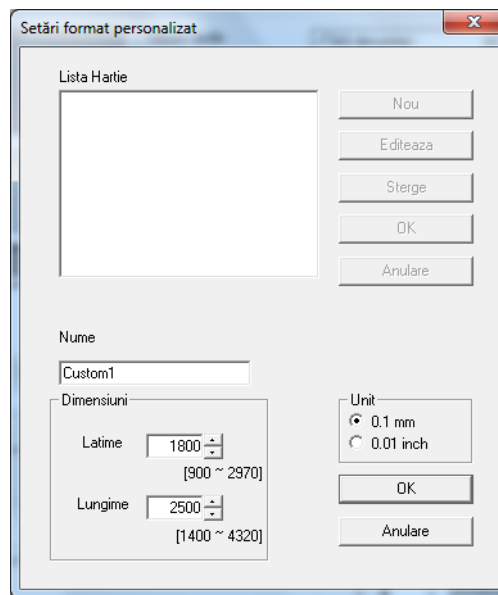 Setări format personalizat
Lista Hartie
Nou
Editeaza
Sterge
OK
Anulare
Nume
Custom1
Dimensiuni
Latime 1800
[900 ~ 2970]
Lungime 2500
[1400 ~ 4320]
Unit
0.1 mm
0.01 inch
OK
Anulare